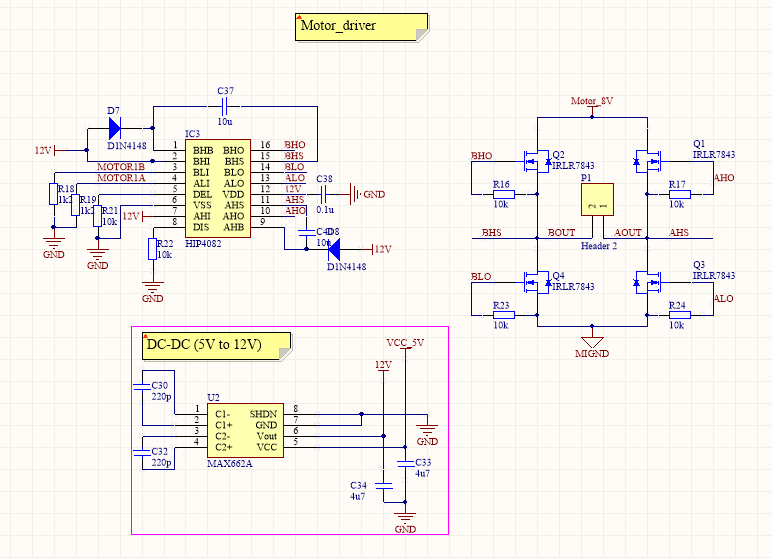 Motor_driver
C37
10u
D7
D1N4148
IC3
12V
1 BHB BHO 16 BHO
2 BHI BHS 15 BHS
3 BLI BLO 14 BLO
4 ALI ALO 13 ALO
5 DEL VDD 12 12V
6 VSS AHS 11 AHS
7 AHI AHO 10 AHO
8 DIS AHB 9
HIP4082
MOTOR1B
MOTOR1A
R18
1k2
R19
1k2
R21
10k
12V
R22
10k
GND
GND
GND
C38
0.1u
GND
C40
10u
D8
D1N4148
12V
Motor_8V
BHO
Q2
IRLR7843
Q1
IRLR7843
AHO
R16
10k
P1
2 1
Header 2
R17
10k
BHS
BOUT
AOUT
AHS
BLO
Q4
IRLR7843
Q3
IRLR7843
ALO
R23
10k
R24
10k
MIGND
DC-DC (5V to 12V)
VCC_5V
12V
C30
220p
C32
220p
U2
1 C1- SHDN 8
2 C1+ GND 7
3 C2- Vout 6
4 C2+ VCC 5
MAX662A
GND
C33
4u7
C34
4u7
GND